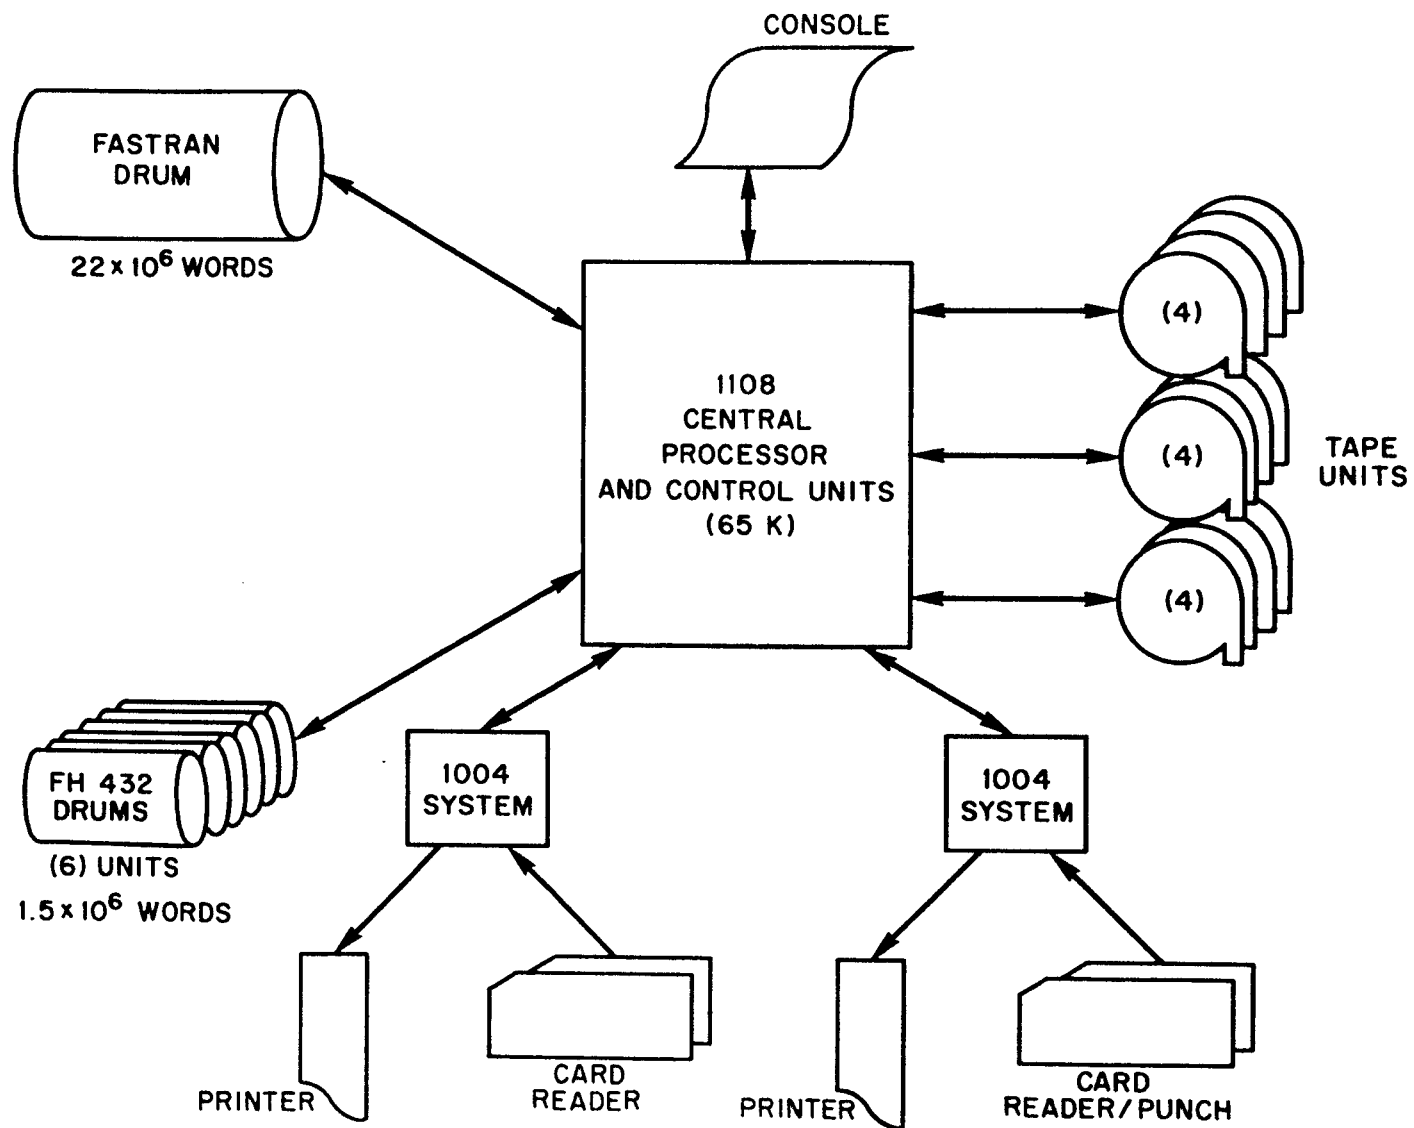 CONSOLE
FASTRAN
DRUM
22 × 10⁶ WORDS
1108
CENTRAL
PROCESSOR
AND CONTROL UNITS
(65 K)
(4)
(4)
(4)
TAPE
UNITS
FH 432
DRUMS
(6) UNITS
1.5 × 10⁶ WORDS
1004
SYSTEM
1004
SYSTEM
PRINTER
CARD
READER
PRINTER
CARD
READER/PUNCH